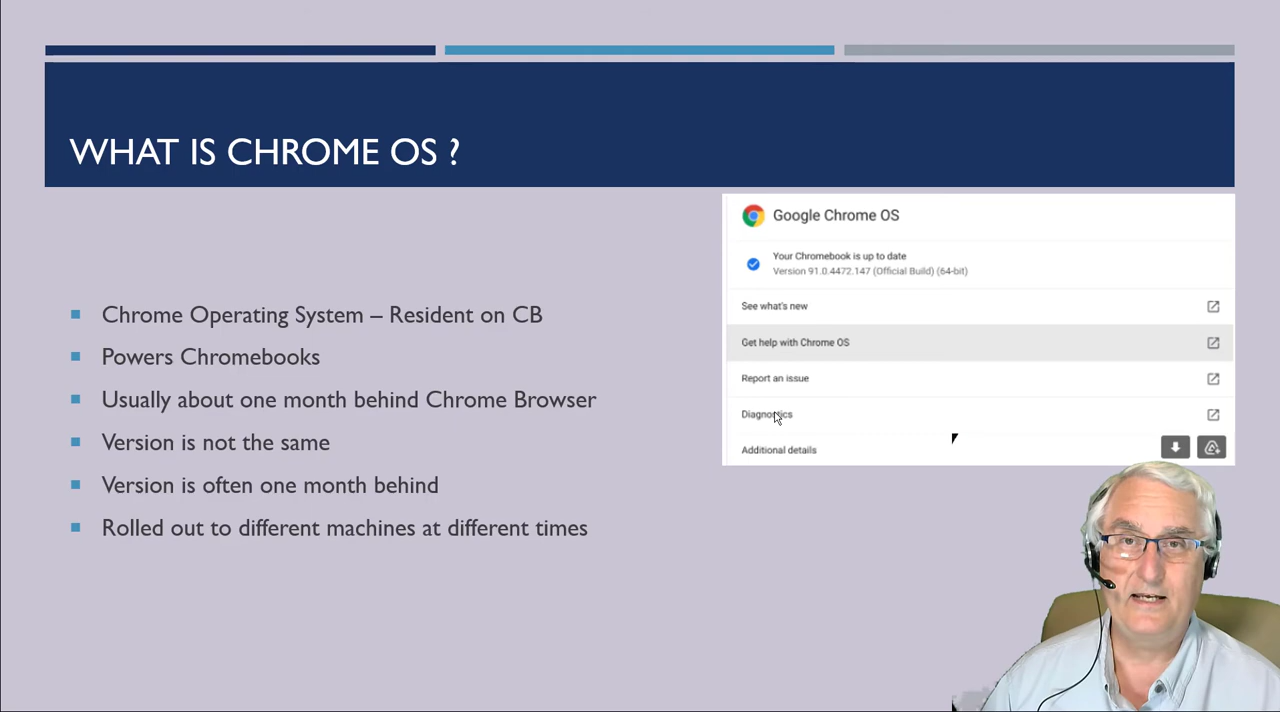 WHAT IS CHROME OS ?
Chrome Operating System – Resident on CB
Powers Chromebooks
Usually about one month behind Chrome Browser
Version is not the same
Version is often one month behind
Rolled out to different machines at different times
Google Chrome OS
Your Chromebook is up to date
Version 91.0.4472.147 (Official Build) (64-bit)
See what's new
Get help with Chrome OS
Report an issue
Diagnostics
Additional details